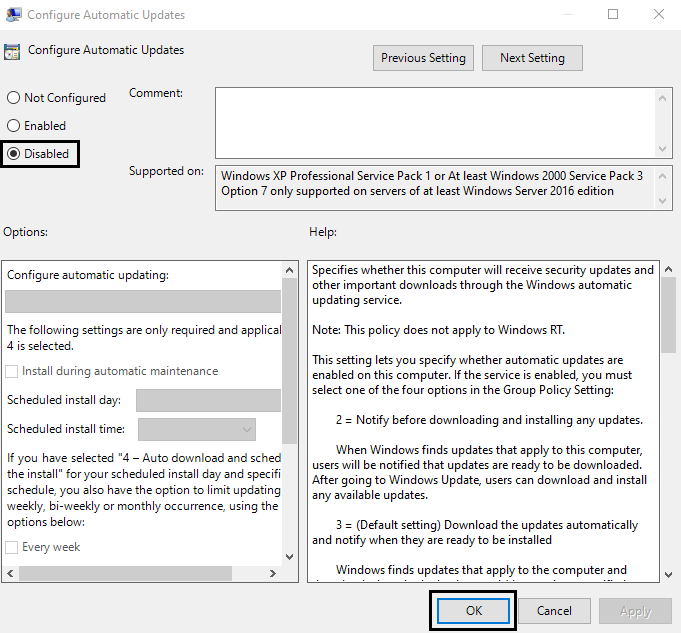 Configure Automatic Updates
Configure Automatic Updates
Previous Setting
Next Setting
Not Configured
Enabled
Disabled
Comment:
Supported on:
Windows XP Professional Service Pack 1 or At least Windows 2000 Service Pack 3
Option 7 only supported on servers of at least Windows Server 2016 edition
Options:
Help:
Configure automatic updating:
The following settings are only required and applical
4 is selected.
Install during automatic maintenance
Scheduled install day:
Scheduled install time:
If you have selected "4 – Auto download and sched
the install" for your scheduled install day and specifi
schedule, you also have the option to limit updating
weekly, bi-weekly or monthly occurrence, using the
options below:
Every week
Specifies whether this computer will receive security updates and
other important downloads through the Windows automatic
updating service.
Note: This policy does not apply to Windows RT.
This setting lets you specify whether automatic updates are
enabled on this computer. If the service is enabled, you must
select one of the four options in the Group Policy Setting:
2 = Notify before downloading and installing any updates.
When Windows finds updates that apply to this computer,
users will be notified that updates are ready to be downloaded.
After going to Windows Update, users can download and install
any available updates.
3 = (Default setting) Download the updates automatically
and notify when they are ready to be installed
Windows finds updates that apply to the computer and
OK
Cancel
Apply